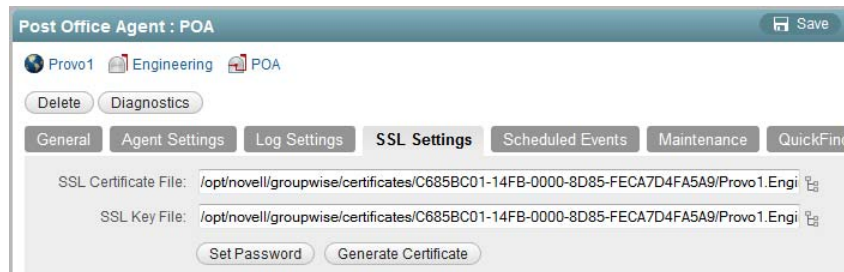 Post Office Agent : POA
Save
Provo1 Engineering POA
Delete Diagnostics
General Agent Settings Log Settings SSL Settings Scheduled Events Maintenance QuickFin
SSL Certificate File: /opt/novell/groupwise/certificates/C685BC01-14FB-0000-8D85-FECA7D4FA5A9/Provo1.Engi
SSL Key File: /opt/novell/groupwise/certificates/C685BC01-14FB-0000-8D85-FECA7D4FA5A9/Provo1.Engi
Set Password Generate Certificate